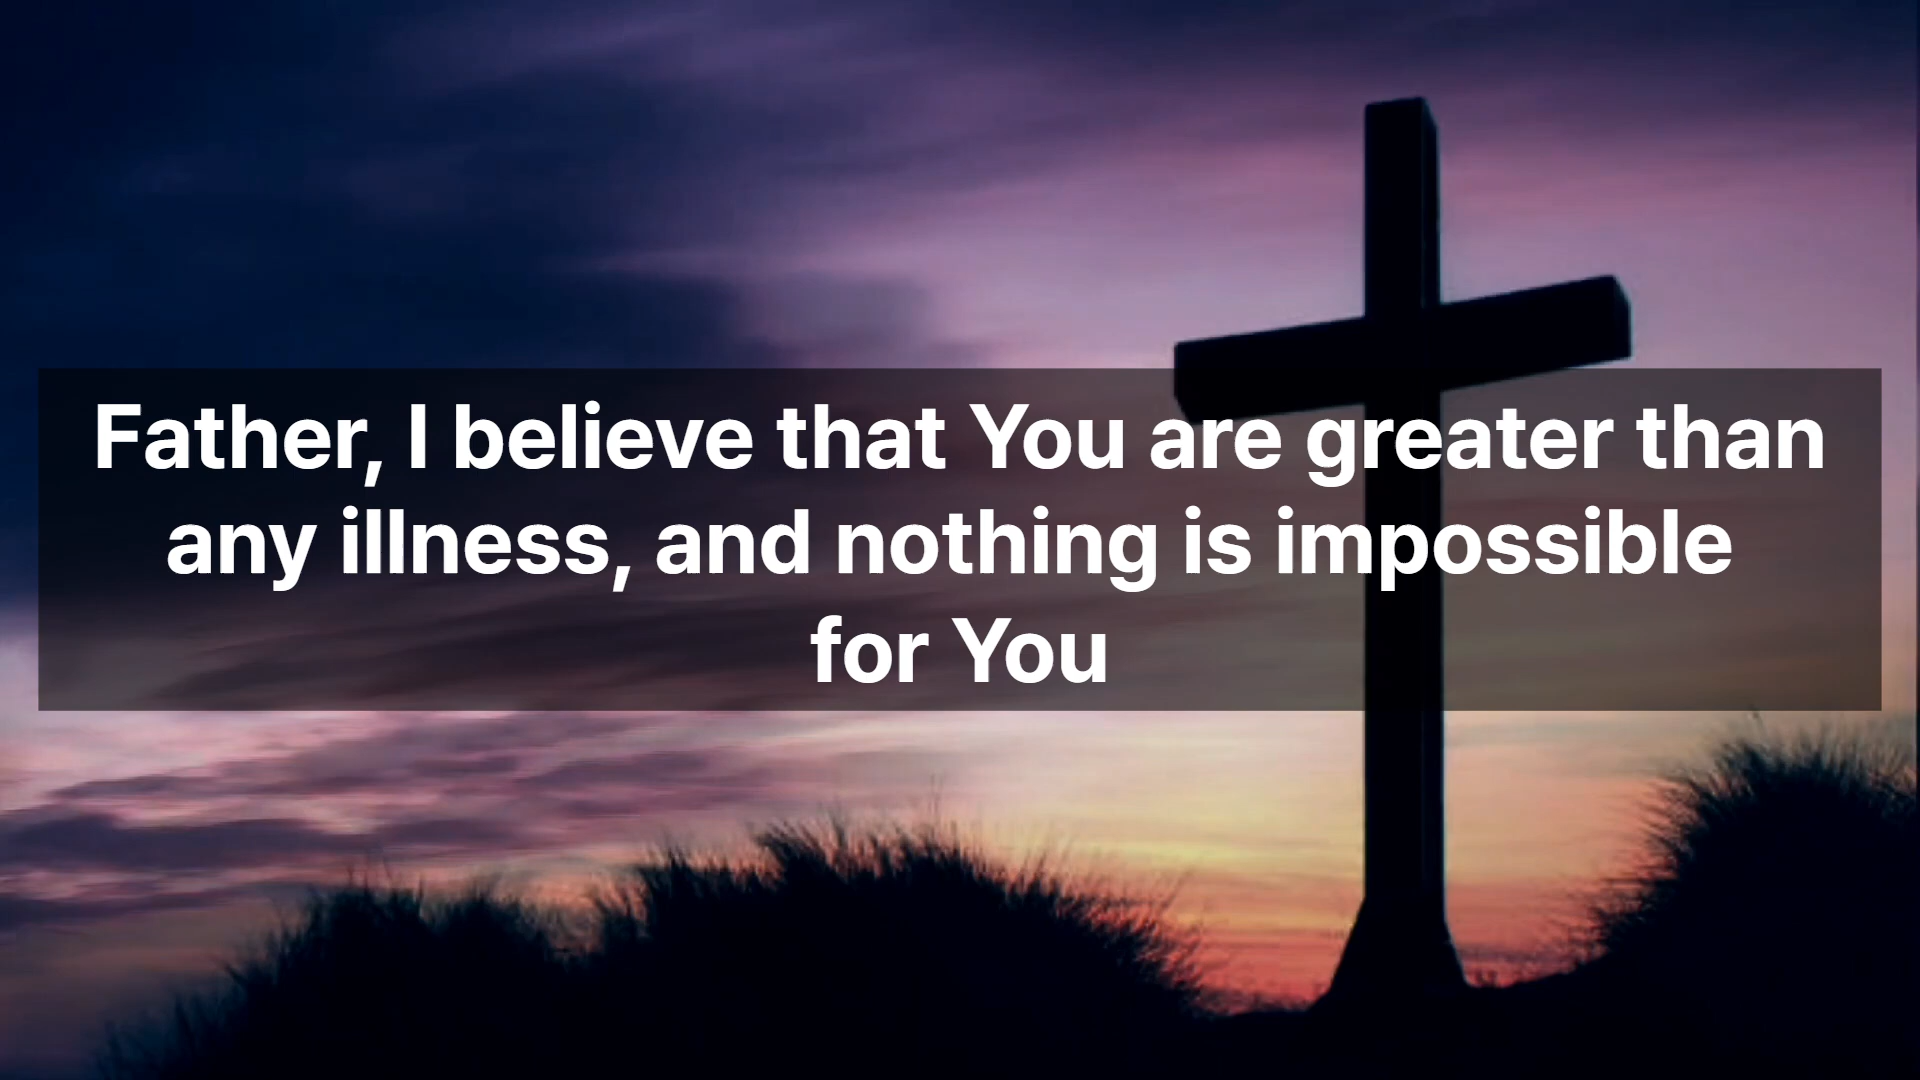 Father, I believe that You are greater than
any illness, and nothing is impossible
for You